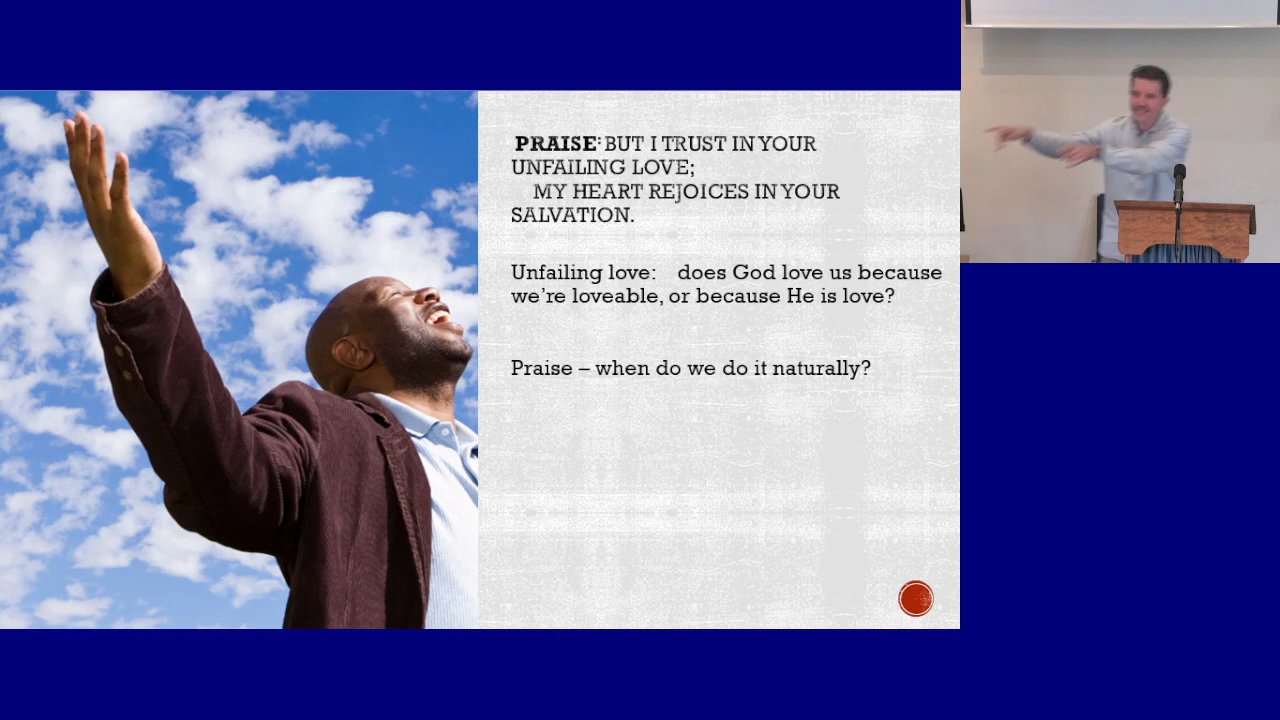 PRAISE: BUT I TRUST IN YOUR
UNFAILING LOVE;
MY HEART REJOICES IN YOUR
SALVATION.
Unfailing love: does God love us because
we're loveable, or because He is love?
Praise – when do we do it naturally?